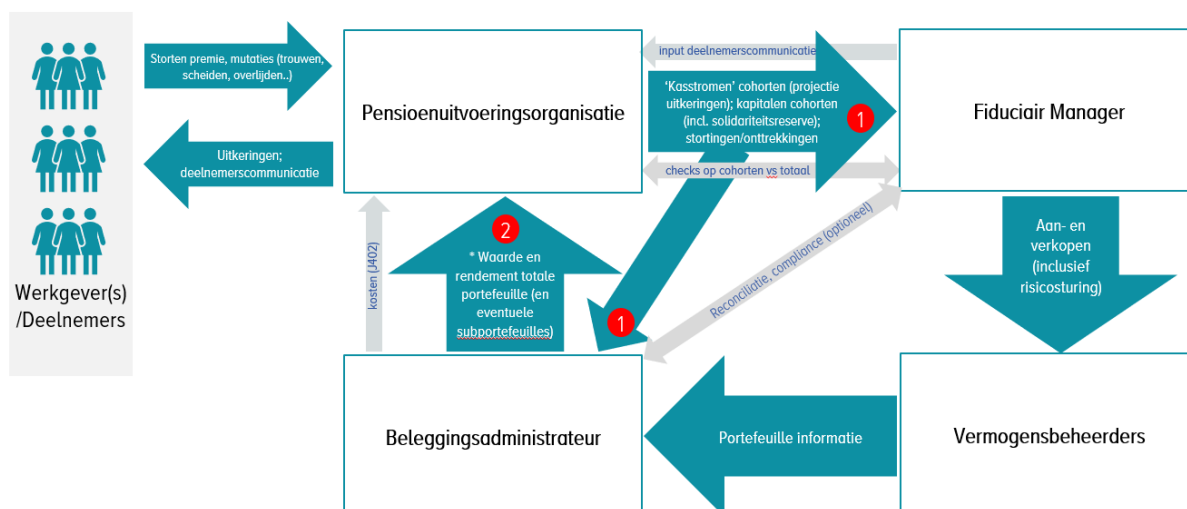 Storten premie, mutaties (trouwen,
scheiden, overlijden..)
Uitkeringen;
deelnemerscommunicatie
Werkgever(s)
/Deelnemers
Pensioenuitvoeringsorganisatie
input deelnemerscommunicatie
'Kasstromen' cohorten (projectie
uitkeringen); kapitalen cohorten
(incl. solidariteitsreserve);
stortingen/onttrekkingen
1
checks op cohorten vs totaal
Fiduciair Manager
kosten (J402)
2
* Waarde en
rendement totale
portefeuille (en
eventuele
subportefeuilles)
1
Reconciliatie, compliance (optioneel)
Aan- en
verkopen
(inclusief
risicosturing)
Beleggingsadministrateur
Portefeuille informatie
Vermogensbeheerders